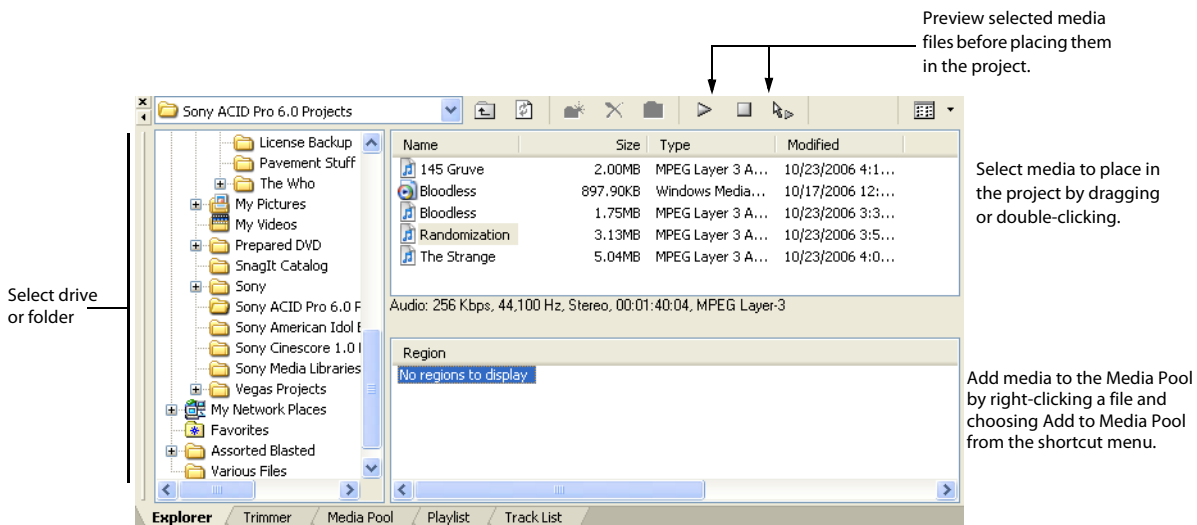 Preview selected media
files before placing them
in the project.
Sony ACID Pro 6.0 Projects
License Backup
Pavement Stuff
The Who
My Pictures
My Videos
Prepared DVD
SnagIt Catalog
Sony
Sony ACID Pro 6.0 P
Sony American Idol E
Sony Cinescore 1.0 I
Sony Media Libraries
Vegas Projects
My Network Places
Favorites
Assorted Blasted
Various Files
Select drive
or folder
Name Size Type Modified
145 Gruve 2.00MB MPEG Layer 3 A... 10/23/2006 4:1...
Bloodless 897.90KB Windows Media... 10/17/2006 12:...
Bloodless 1.75MB MPEG Layer 3 A... 10/23/2006 3:3...
Randomization 3.13MB MPEG Layer 3 A... 10/23/2006 3:5...
The Strange 5.04MB MPEG Layer 3 A... 10/23/2006 4:0...
Audio: 256 Kbps, 44,100 Hz, Stereo, 00:01:40:04, MPEG Layer-3
Region
No regions to display
Select media to place in
the project by dragging
or double-clicking.
Add media to the Media Pool
by right-clicking a file and
choosing Add to Media Pool
from the shortcut menu.
Explorer Trimmer Media Pool Playlist Track List